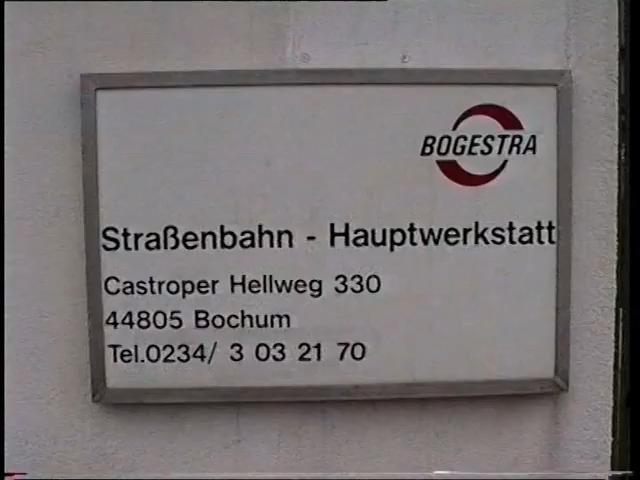 BOGESTRA
Straßenbahn - Hauptwerkstatt
Castroper Hellweg 330
44805 Bochum
Tel.0234/ 3 03 21 70